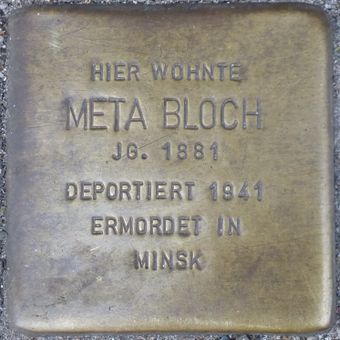 HIER WOHNTE
META BLOCH
JG. 1881
DEPORTIERT 1941
ERMORDET IN
MINSK